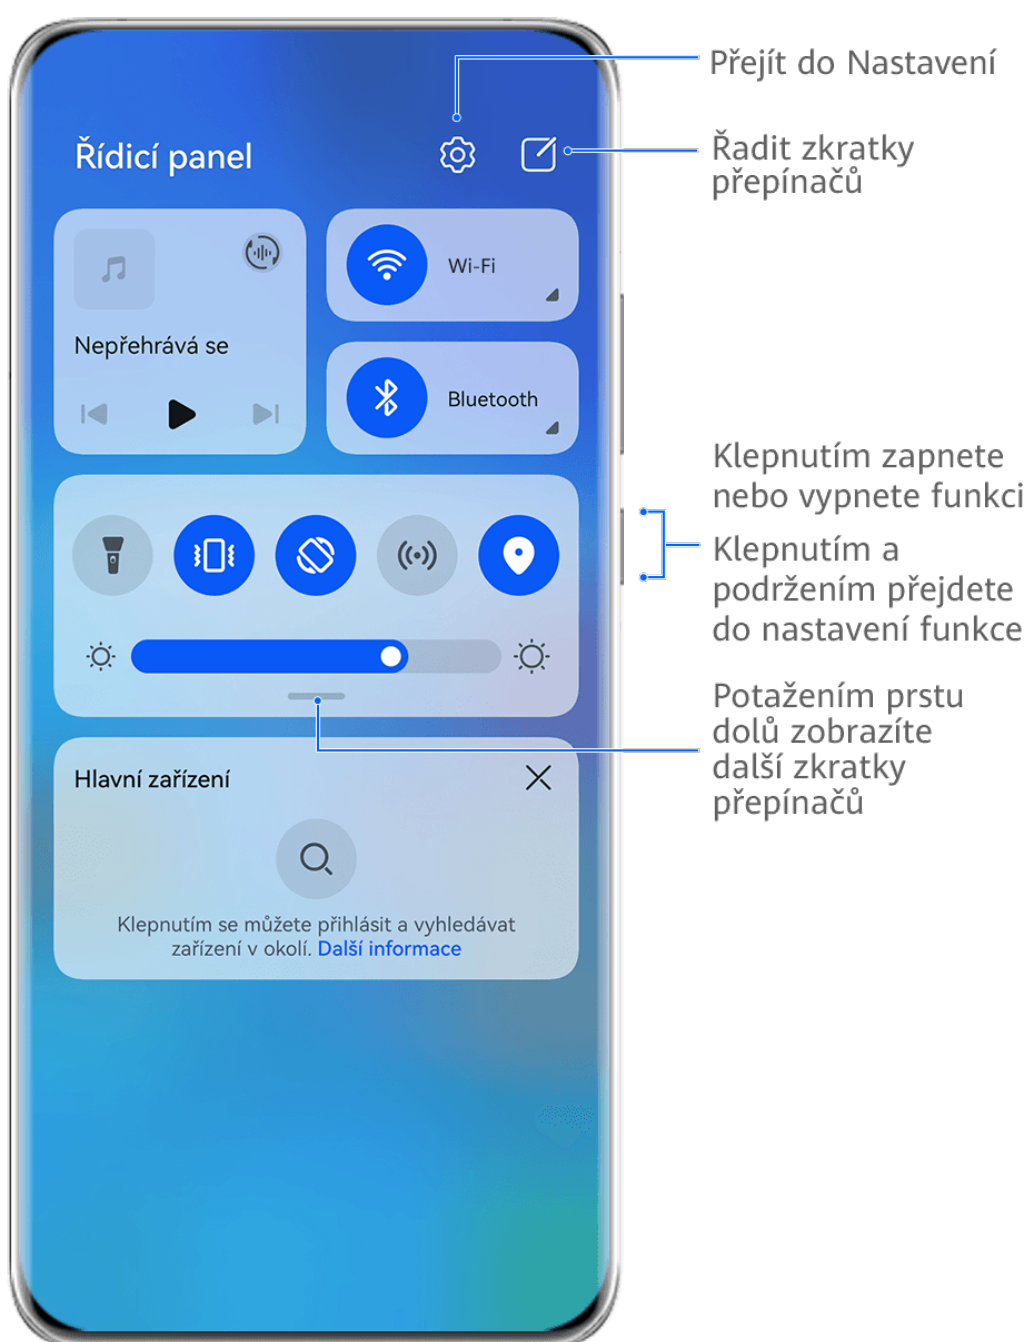 Přejít do Nastavení
Řídicí panel
Řadit zkratky
přepínačů
Wi-Fi
Nepřehrává se
Bluetooth
Klepnutím zapnete
nebo vypnete funkci
Klepnutím a
podržením přejdete
do nastavení funkce
Potažením prstu
dolů zobrazíte
další zkratky
přepínačů
Hlavní zařízení
Klepnutím se můžete přihlásit a vyhledávat
zařízení v okolí. Další informace